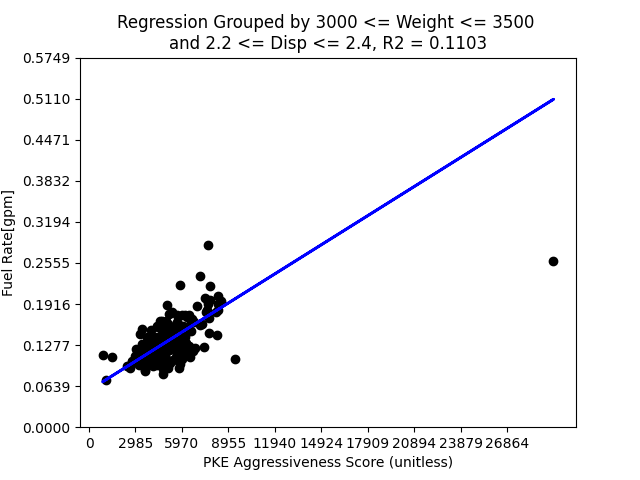 Regression Grouped by 3000 <= Weight <= 3500
and 2.2 <= Disp <= 2.4, R2 = 0.1103
0.5749
0.5110
0.4471
0.3832
0.3194
0.2555
0.1916
0.1277
0.0639
0.0000
Fuel Rate[gpm]
0 2985 5970 8955 11940 14924 17909 20894 23879 26864
PKE Aggressiveness Score (unitless)